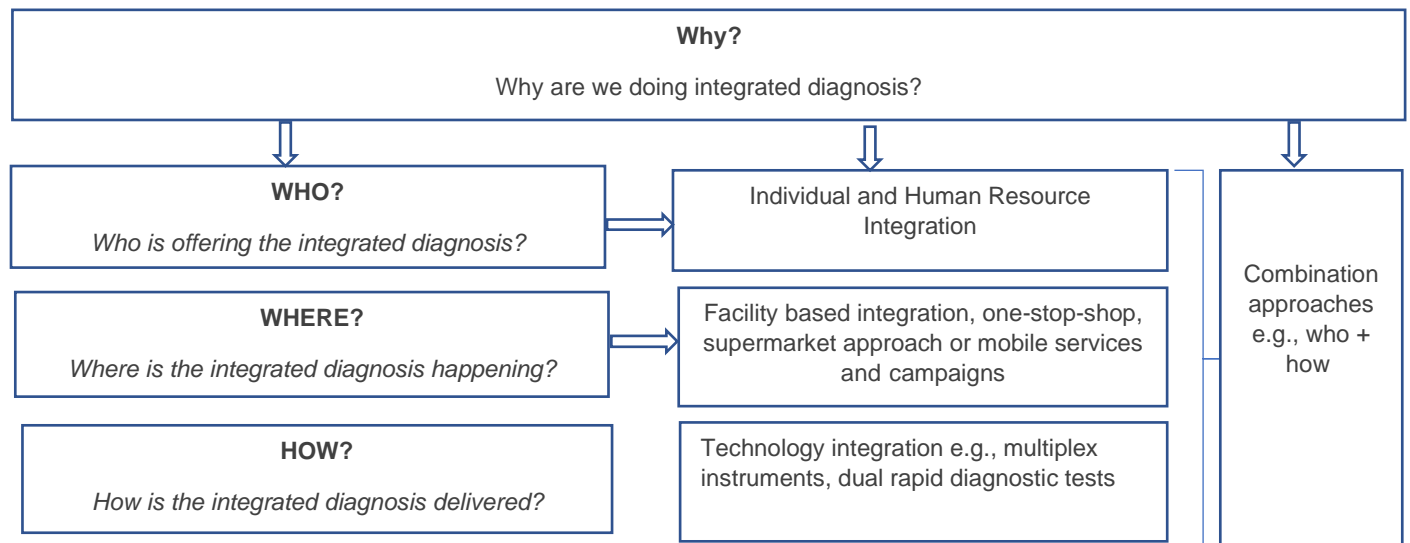 Why?
Why are we doing integrated diagnosis?
WHO?
Who is offering the integrated diagnosis?
Individual and Human Resource
Integration
WHERE?
Where is the integrated diagnosis happening?
Facility based integration, one-stop-shop,
supermarket approach or mobile services
and campaigns
HOW?
How is the integrated diagnosis delivered?
Technology integration e.g., multiplex
instruments, dual rapid diagnostic tests
Combination
approaches
e.g., who +
how